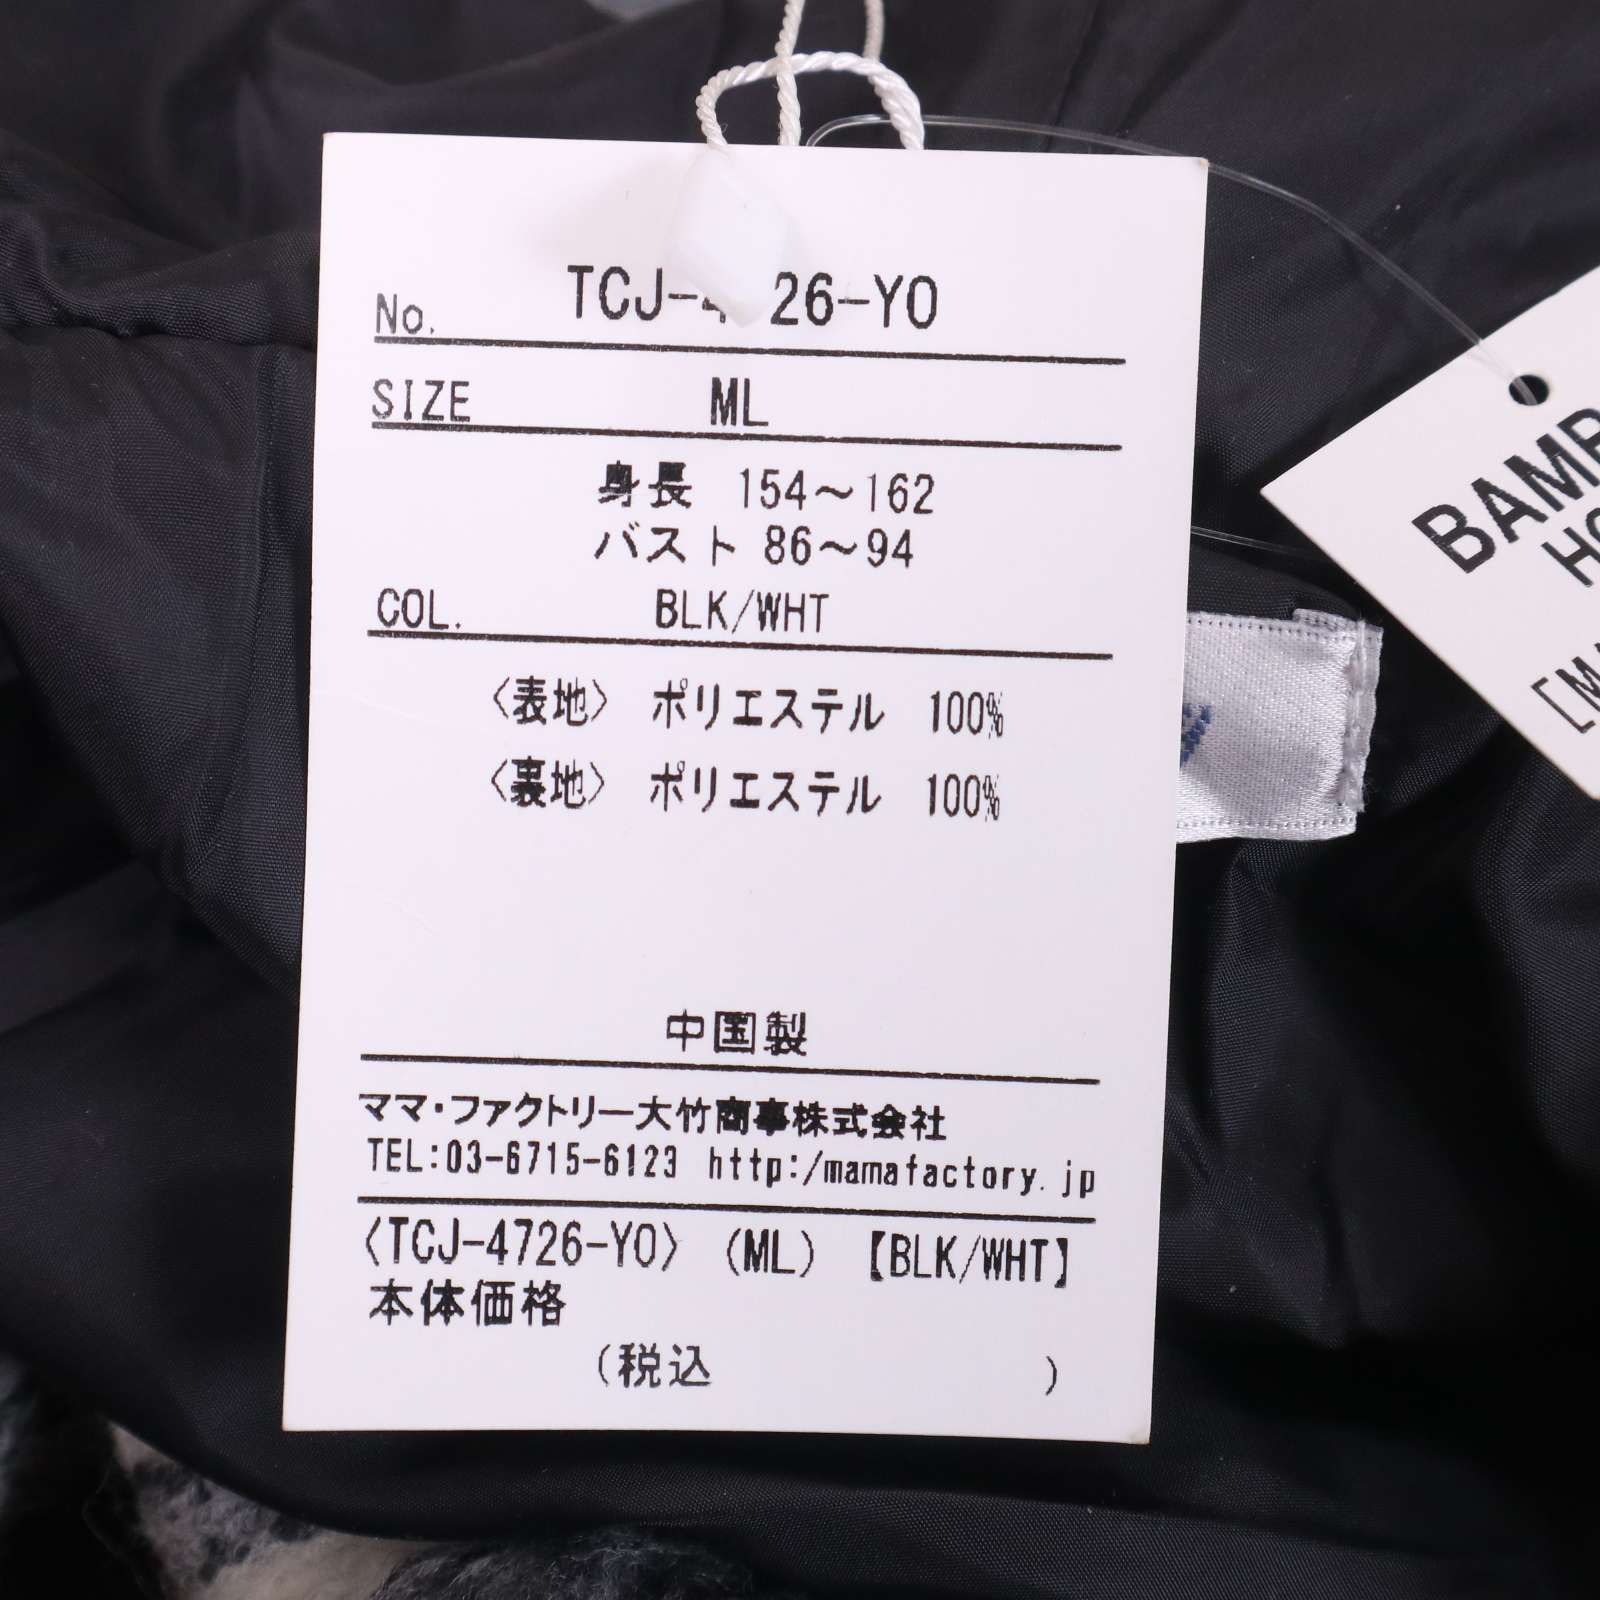 No. TCJ-4 26-YO
SIZE ML
身長 154～162
バスト 86～94
COL. BLK/WHT
〈表地〉 ポリエステル 100%
〈裏地〉 ポリエステル 100%
中国製
ママ・ファクトリー大竹商事株式会社
TEL:03-6715-6123 http:/mamafactory.jp
〈TCJ-4726-YO〉 (ML) 【BLK/WHT】
本体価格
(税込 )